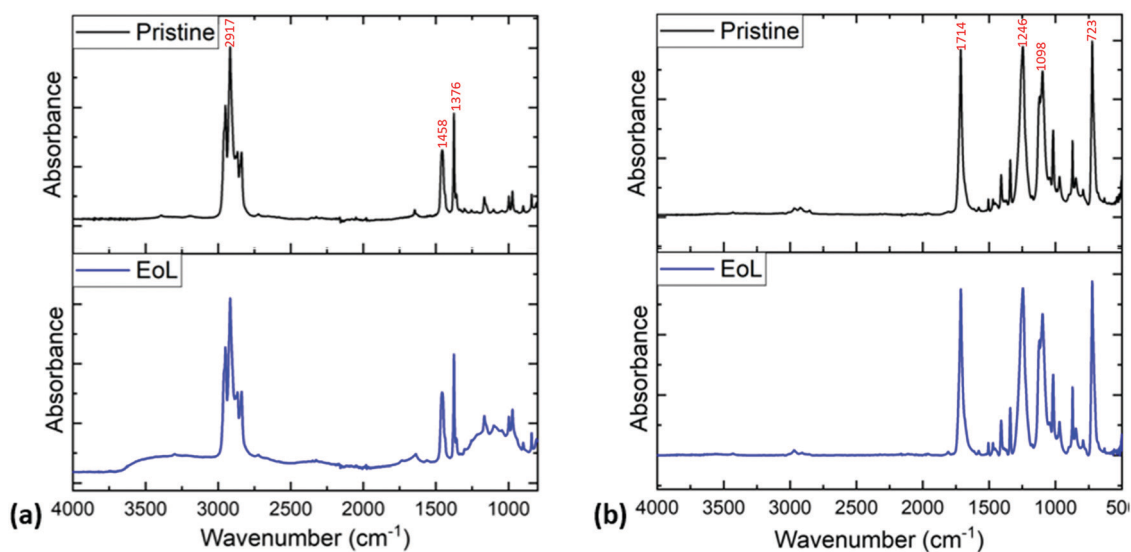 Pristine
2917
1458
1376
Absorbance
EoL
Absorbance
4000 3500 3000 2500 2000 1500 1000
(a)
Wavenumber (cm⁻¹)
Pristine
1714
1246
1098
723
Absorbance
EoL
Absorbance
4000 3500 3000 2500 2000 1500 1000 50
(b)
Wavenumber (cm⁻¹)